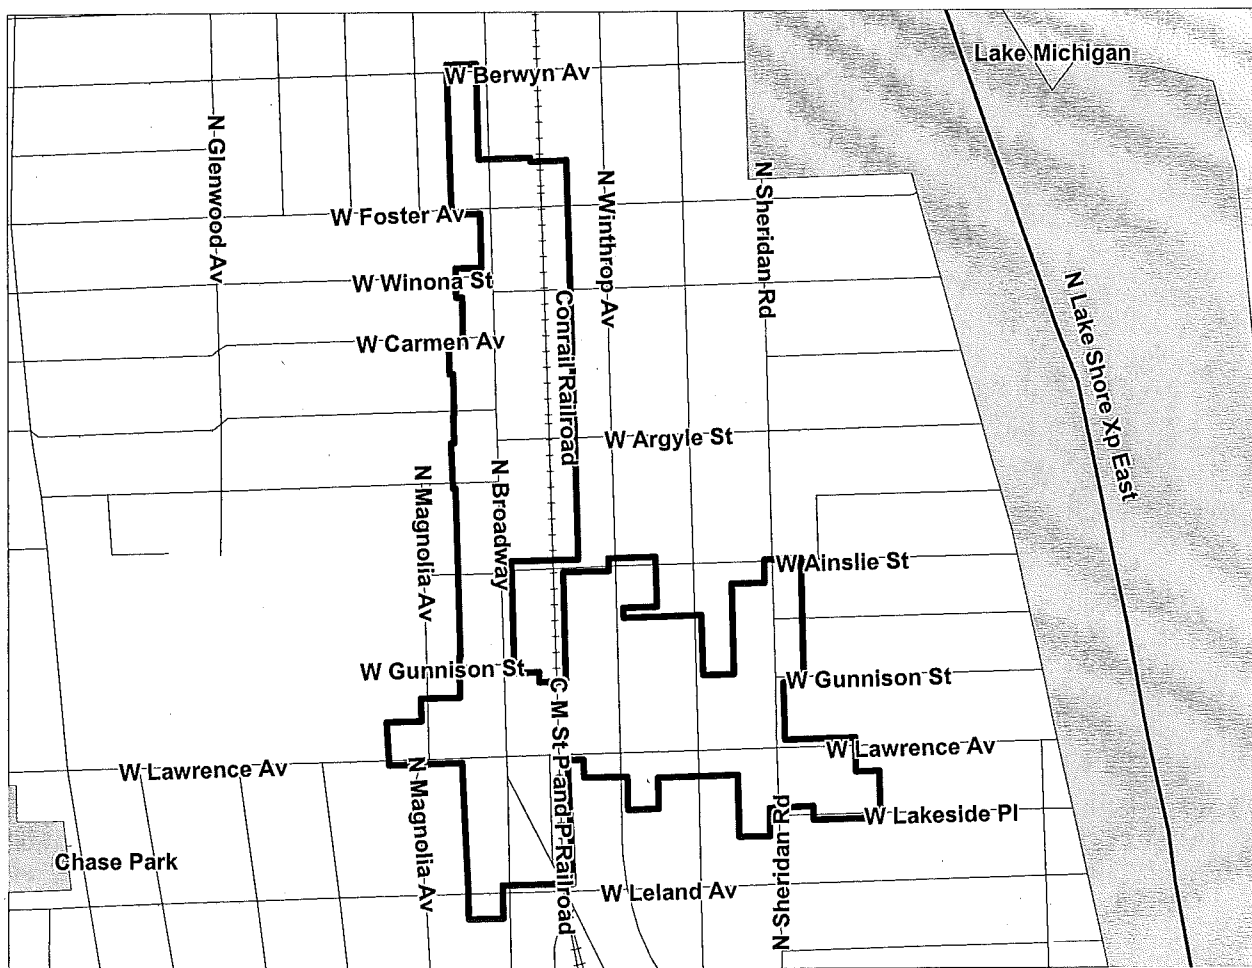 Lake Michigan
W Berwyn Av
N Glenwood Av
N Winthrop Av
N Sheridan Rd
W Foster Av
W Winona St
N Lake Shore Xp East
Conrail Railroad
W Carmen Av
W Argyle St
N Magnolia Av
N Broadway
W Ainslie St
W Gunnison St
W Gunnison St
C M St P and P Railroad
W Lawrence Av
W Lawrence Av
N Magnolia Av
N Sheridan Rd
W Lakeside Pl
Chase Park
W Leland Av